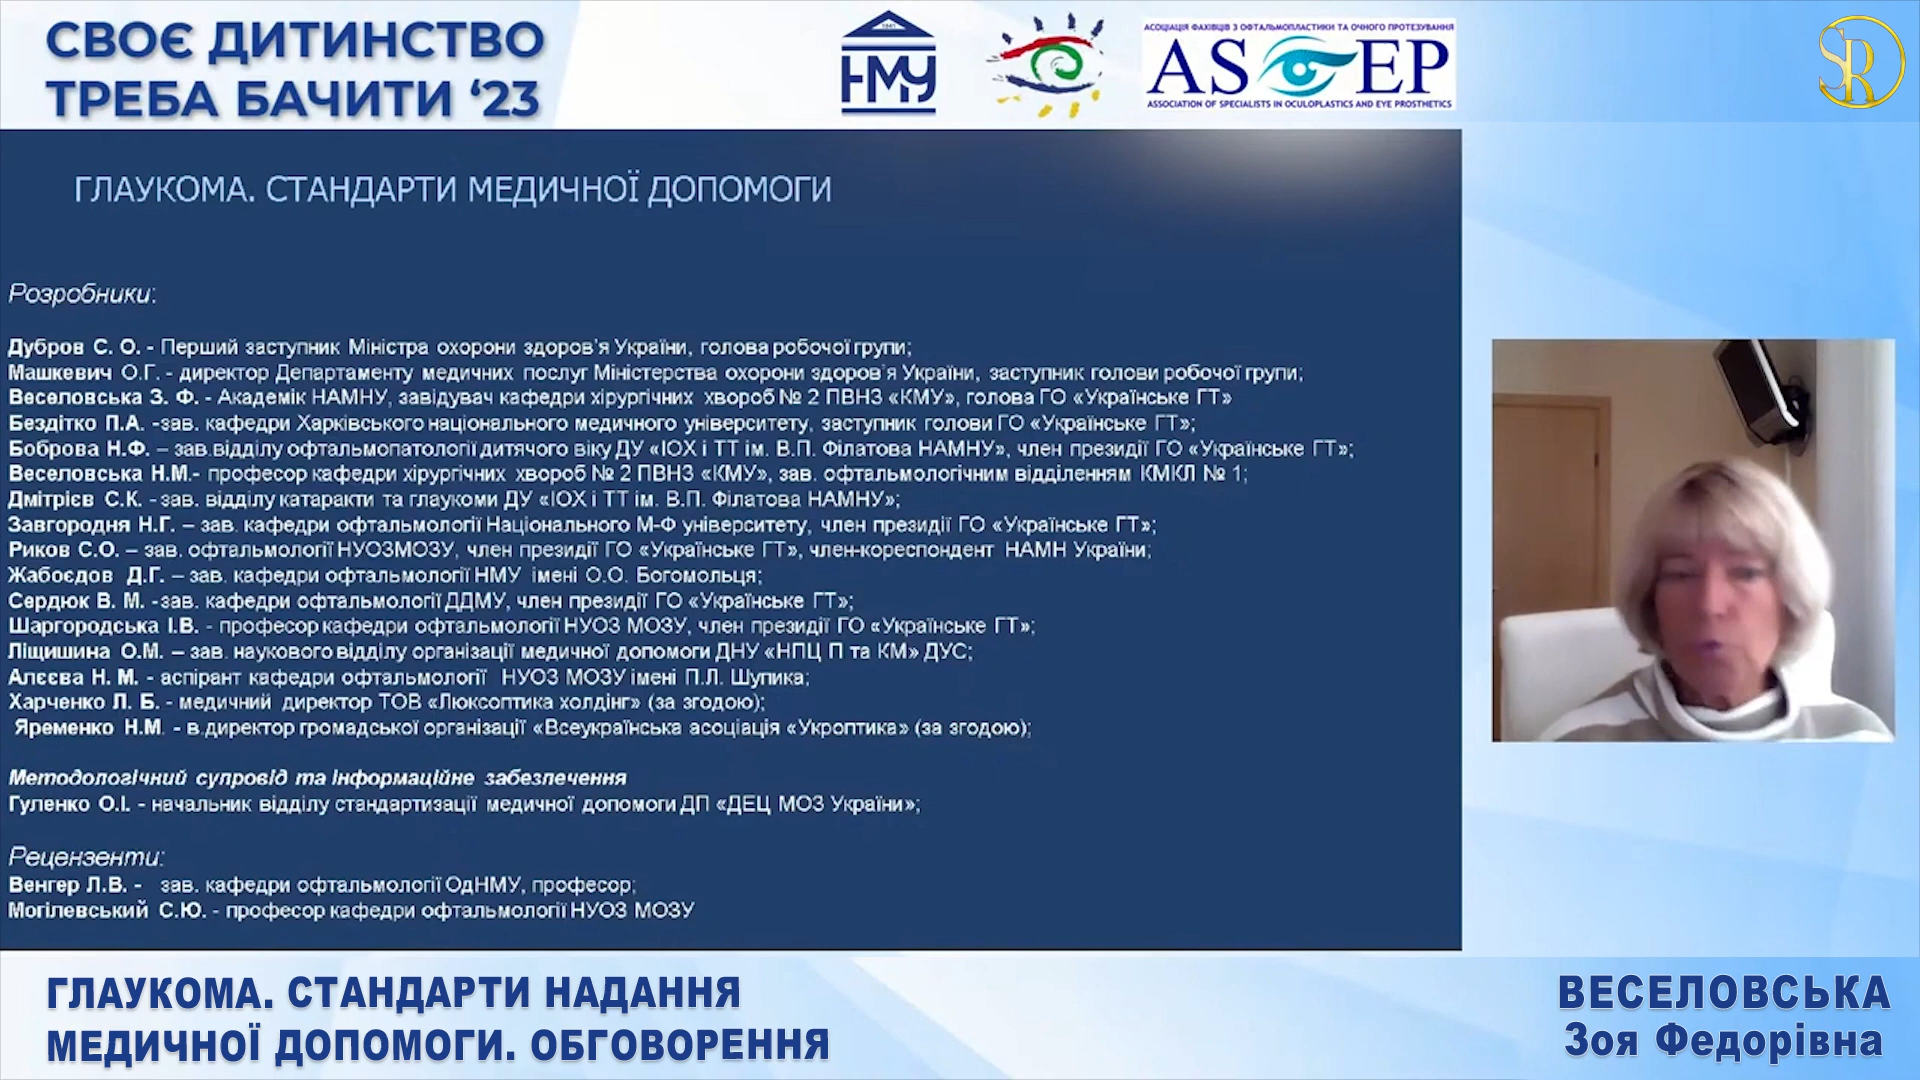 СВОЄ ДИТИНСТВО
ТРЕБА БАЧИТИ ‘23
1841
НМУ
АСОЦІАЦІЯ ФАХІВЦІВ З ОФТАЛЬМОПЛАСТИКИ ТА ОЧНОГО ПРОТЕЗУВАННЯ
ASOEP
ASSOCIATION OF SPECIALISTS IN OCULOPLASTICS AND EYE PROSTHETICS
SR
ГЛАУКОМА. СТАНДАРТИ МЕДИЧНОЇ ДОПОМОГИ
Розробники:
Дубров С. О. - Перший заступник Міністра охорони здоров’я України, голова робочої групи;
Машкевич О.Г. - директор Департаменту медичних послуг Міністерства охорони здоров’я України, заступник голови робочої групи;
Веселовська З. Ф. - Академік НАМНУ, завідувач кафедри хірургічних хвороб № 2 ПВНЗ «КМУ», голова ГО «Українське ГТ»
Бездітко П.А. -зав. кафедри Харківського національного медичного університету, заступник голови ГО «Українське ГТ»;
Боброва Н.Ф. – зав.відділу офтальмопатології дитячого віку ДУ «ІОХ і ТТ ім. В.П. Філатова НАМНУ», член президії ГО «Українське ГТ»;
Веселовська Н.М.- професор кафедри хірургічних хвороб № 2 ПВНЗ «КМУ», зав. офтальмологічним відділенням КМКЛ № 1;
Дмітрієв С.К. - зав. відділу катаракти та глаукоми ДУ «ІОХ і ТТ ім. В.П. Філатова НАМНУ»;
Завгородня Н.Г. – зав. кафедри офтальмології Національного М-Ф університету, член президії ГО «Українське ГТ»;
Риков С.О. – зав. офтальмології НУОЗМОЗУ, член президії ГО «Українське ГТ», член-кореспондент НАМН України;
Жабоєдов Д.Г. – зав. кафедри офтальмології НМУ імені О.О. Богомольця;
Сердюк В. М. -зав. кафедри офтальмології ДДМУ, член президії ГО «Українське ГТ»;
Шаргородська І.В. - професор кафедри офтальмології НУОЗ МОЗУ, член президії ГО «Українське ГТ»;
Ліщишина О.М. – зав. наукового відділу організації медичної допомоги ДНУ «НПЦ П та КМ» ДУС;
Алєєва Н. М. - аспірант кафедри офтальмології НУОЗ МОЗУ імені П.Л. Шупика;
Харченко Л. Б. - медичний директор ТОВ «Люксоптика холдінг» (за згодою);
Яременко Н.М. - в.директор громадської організації «Всеукраїнська асоціація «Укроптика» (за згодою);
Методологічний супровід та інформаційне забезпечення
Гуленко О.І. - начальник відділу стандартизації медичної допомоги ДП «ДЕЦ МОЗ України»;
Рецензенти:
Венгер Л.В. - зав. кафедри офтальмології ОдНМУ, професор;
Могілевський С.Ю. - професор кафедри офтальмології НУОЗ МОЗУ
ГЛАУКОМА. СТАНДАРТИ НАДАННЯ
МЕДИЧНОЇ ДОПОМОГИ. ОБГОВОРЕННЯ
ВЕСЕЛОВСЬКА
Зоя Федорівна